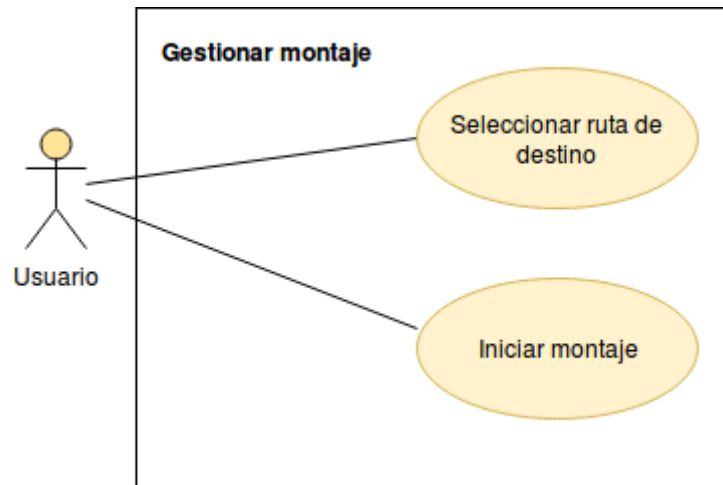 Gestionar montaje
Seleccionar ruta de
destino
Usuario
Iniciar montaje